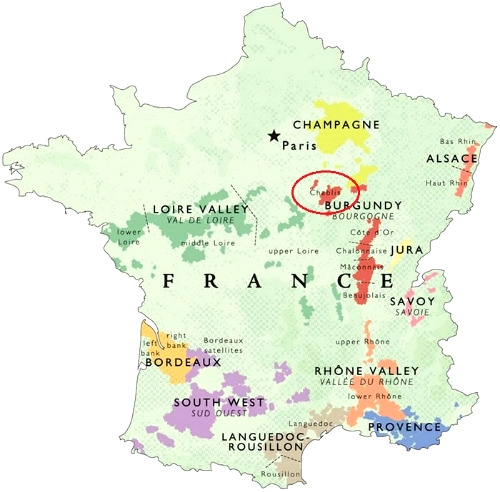 CHAMPAGNE
Paris
Bas Rhin
ALSACE
Haut Rhin
Chablis
BURGUNDY
BOURGOGNE
LOIRE VALLEY
VAL DE LOIRE
lower
Loire
middle Loire
upper Loire
Côte d'Or
Chalonnaise
JURA
Mâconnais
Beaujolais
FRANCE
SAVOY
SAVOIE
left
bank
right
bank
Bordeaux
satellites
BORDEAUX
upper Rhône
RHÔNE VALLEY
VALLÉE DU RHÔNE
lower Rhône
SOUTH WEST
SUD OUEST
PROVENCE
Languedoc
LANGUEDOC-
ROUSILLON
Rousillon